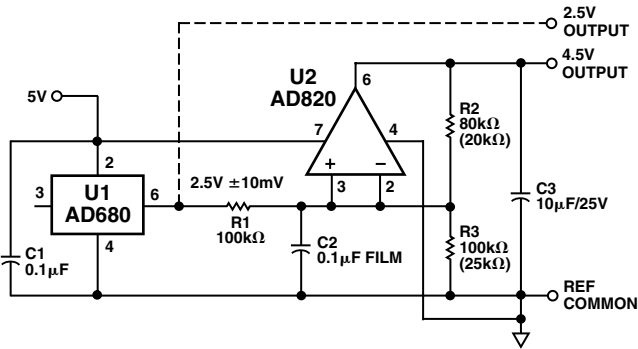 2.5V
OUTPUT
4.5V
OUTPUT
U2
AD820
6
5V
7
4
R2
80kΩ
(20kΩ)
2
+
−
3
2
2.5V ±10mV
3
U1
AD680
6
R1
100kΩ
C3
10µF/25V
4
C1
0.1µF
C2
0.1µF FILM
R3
100kΩ
(25kΩ)
REF
COMMON